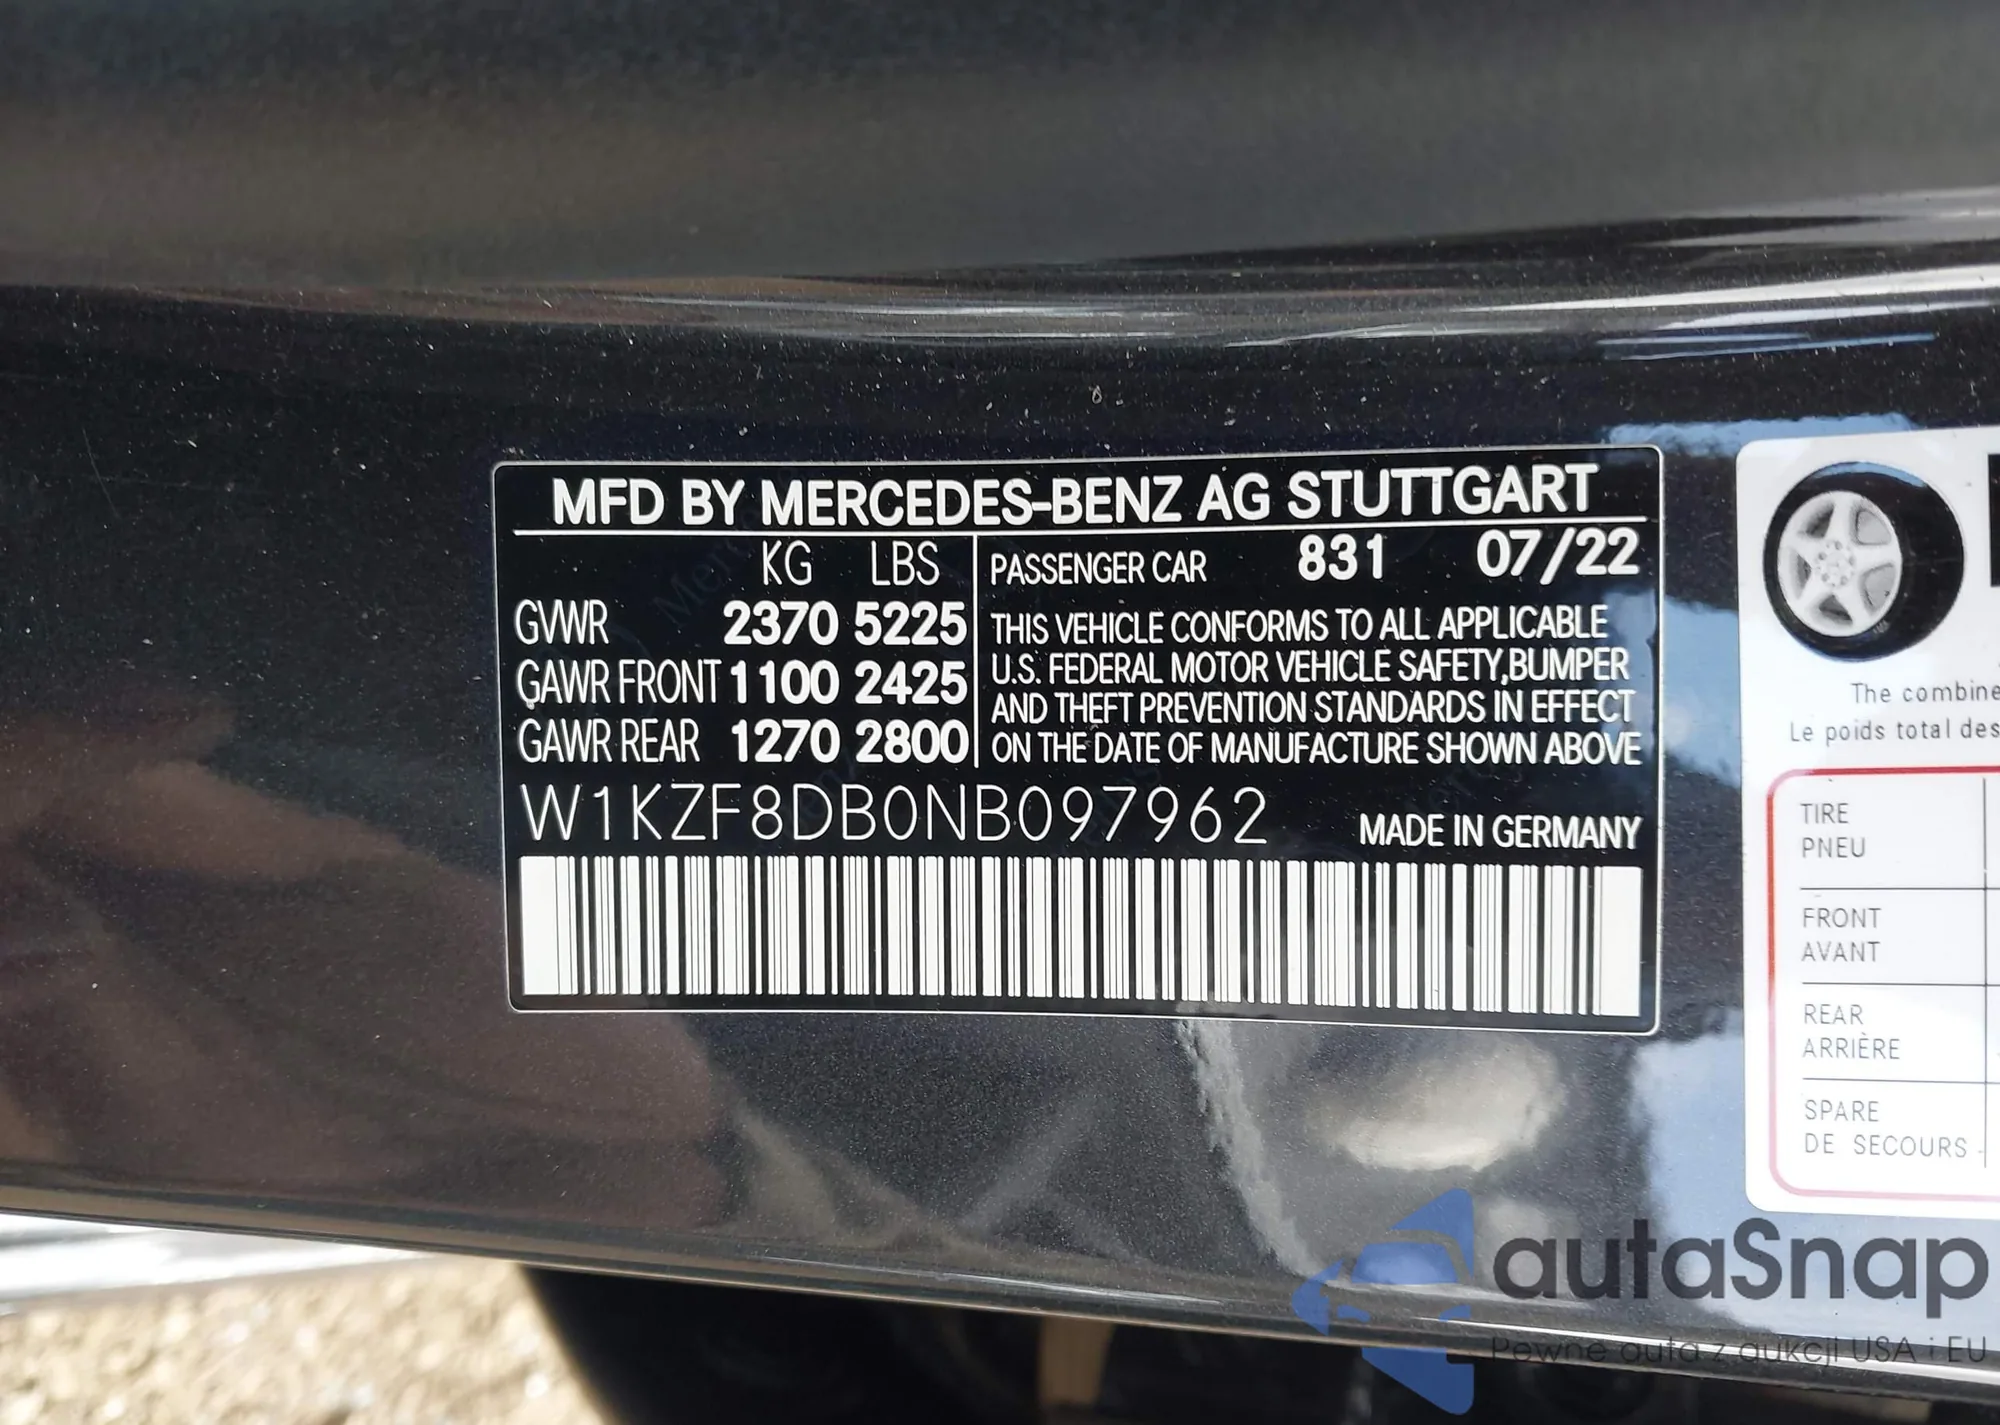 MFD BY MERCEDES-BENZ AG STUTTGART
KG LBS
GVWR 2370 5225
GAWR FRONT 1100 2425
GAWR REAR 1270 2800
PASSENGER CAR 831 07/22
THIS VEHICLE CONFORMS TO ALL APPLICABLE
U.S. FEDERAL MOTOR VEHICLE SAFETY,BUMPER
AND THEFT PREVENTION STANDARDS IN EFFECT
ON THE DATE OF MANUFACTURE SHOWN ABOVE
W1KZF8DB0NB097962
MADE IN GERMANY
The combine
Le poids total des
TIRE
PNEU
FRONT
AVANT
REAR
ARRIÈRE
SPARE
DE SECOURS
autaSnap
Pewne auta z aukcji USA i EU